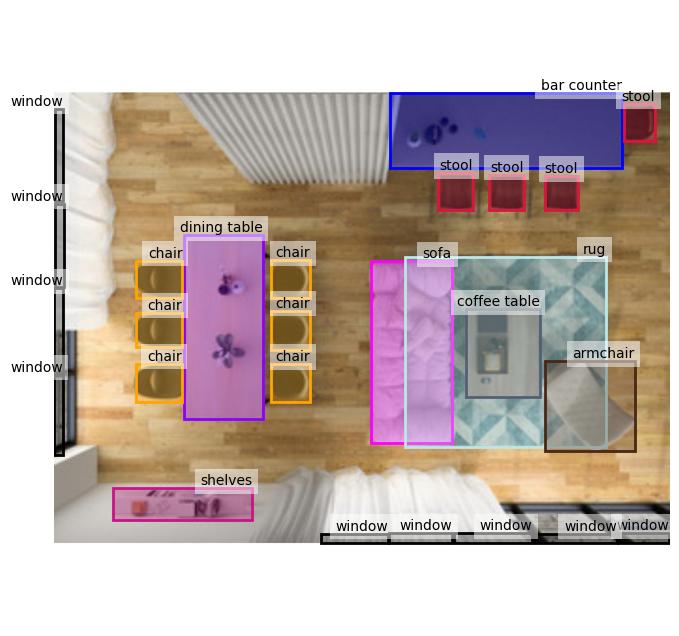 bar counter
window
stool
stool
stool
stool
window
dining table
chair
chair
sofa
rug
window
chair
chair
coffee table
chair
chair
armchair
window
shelves
window
window
window
window
window